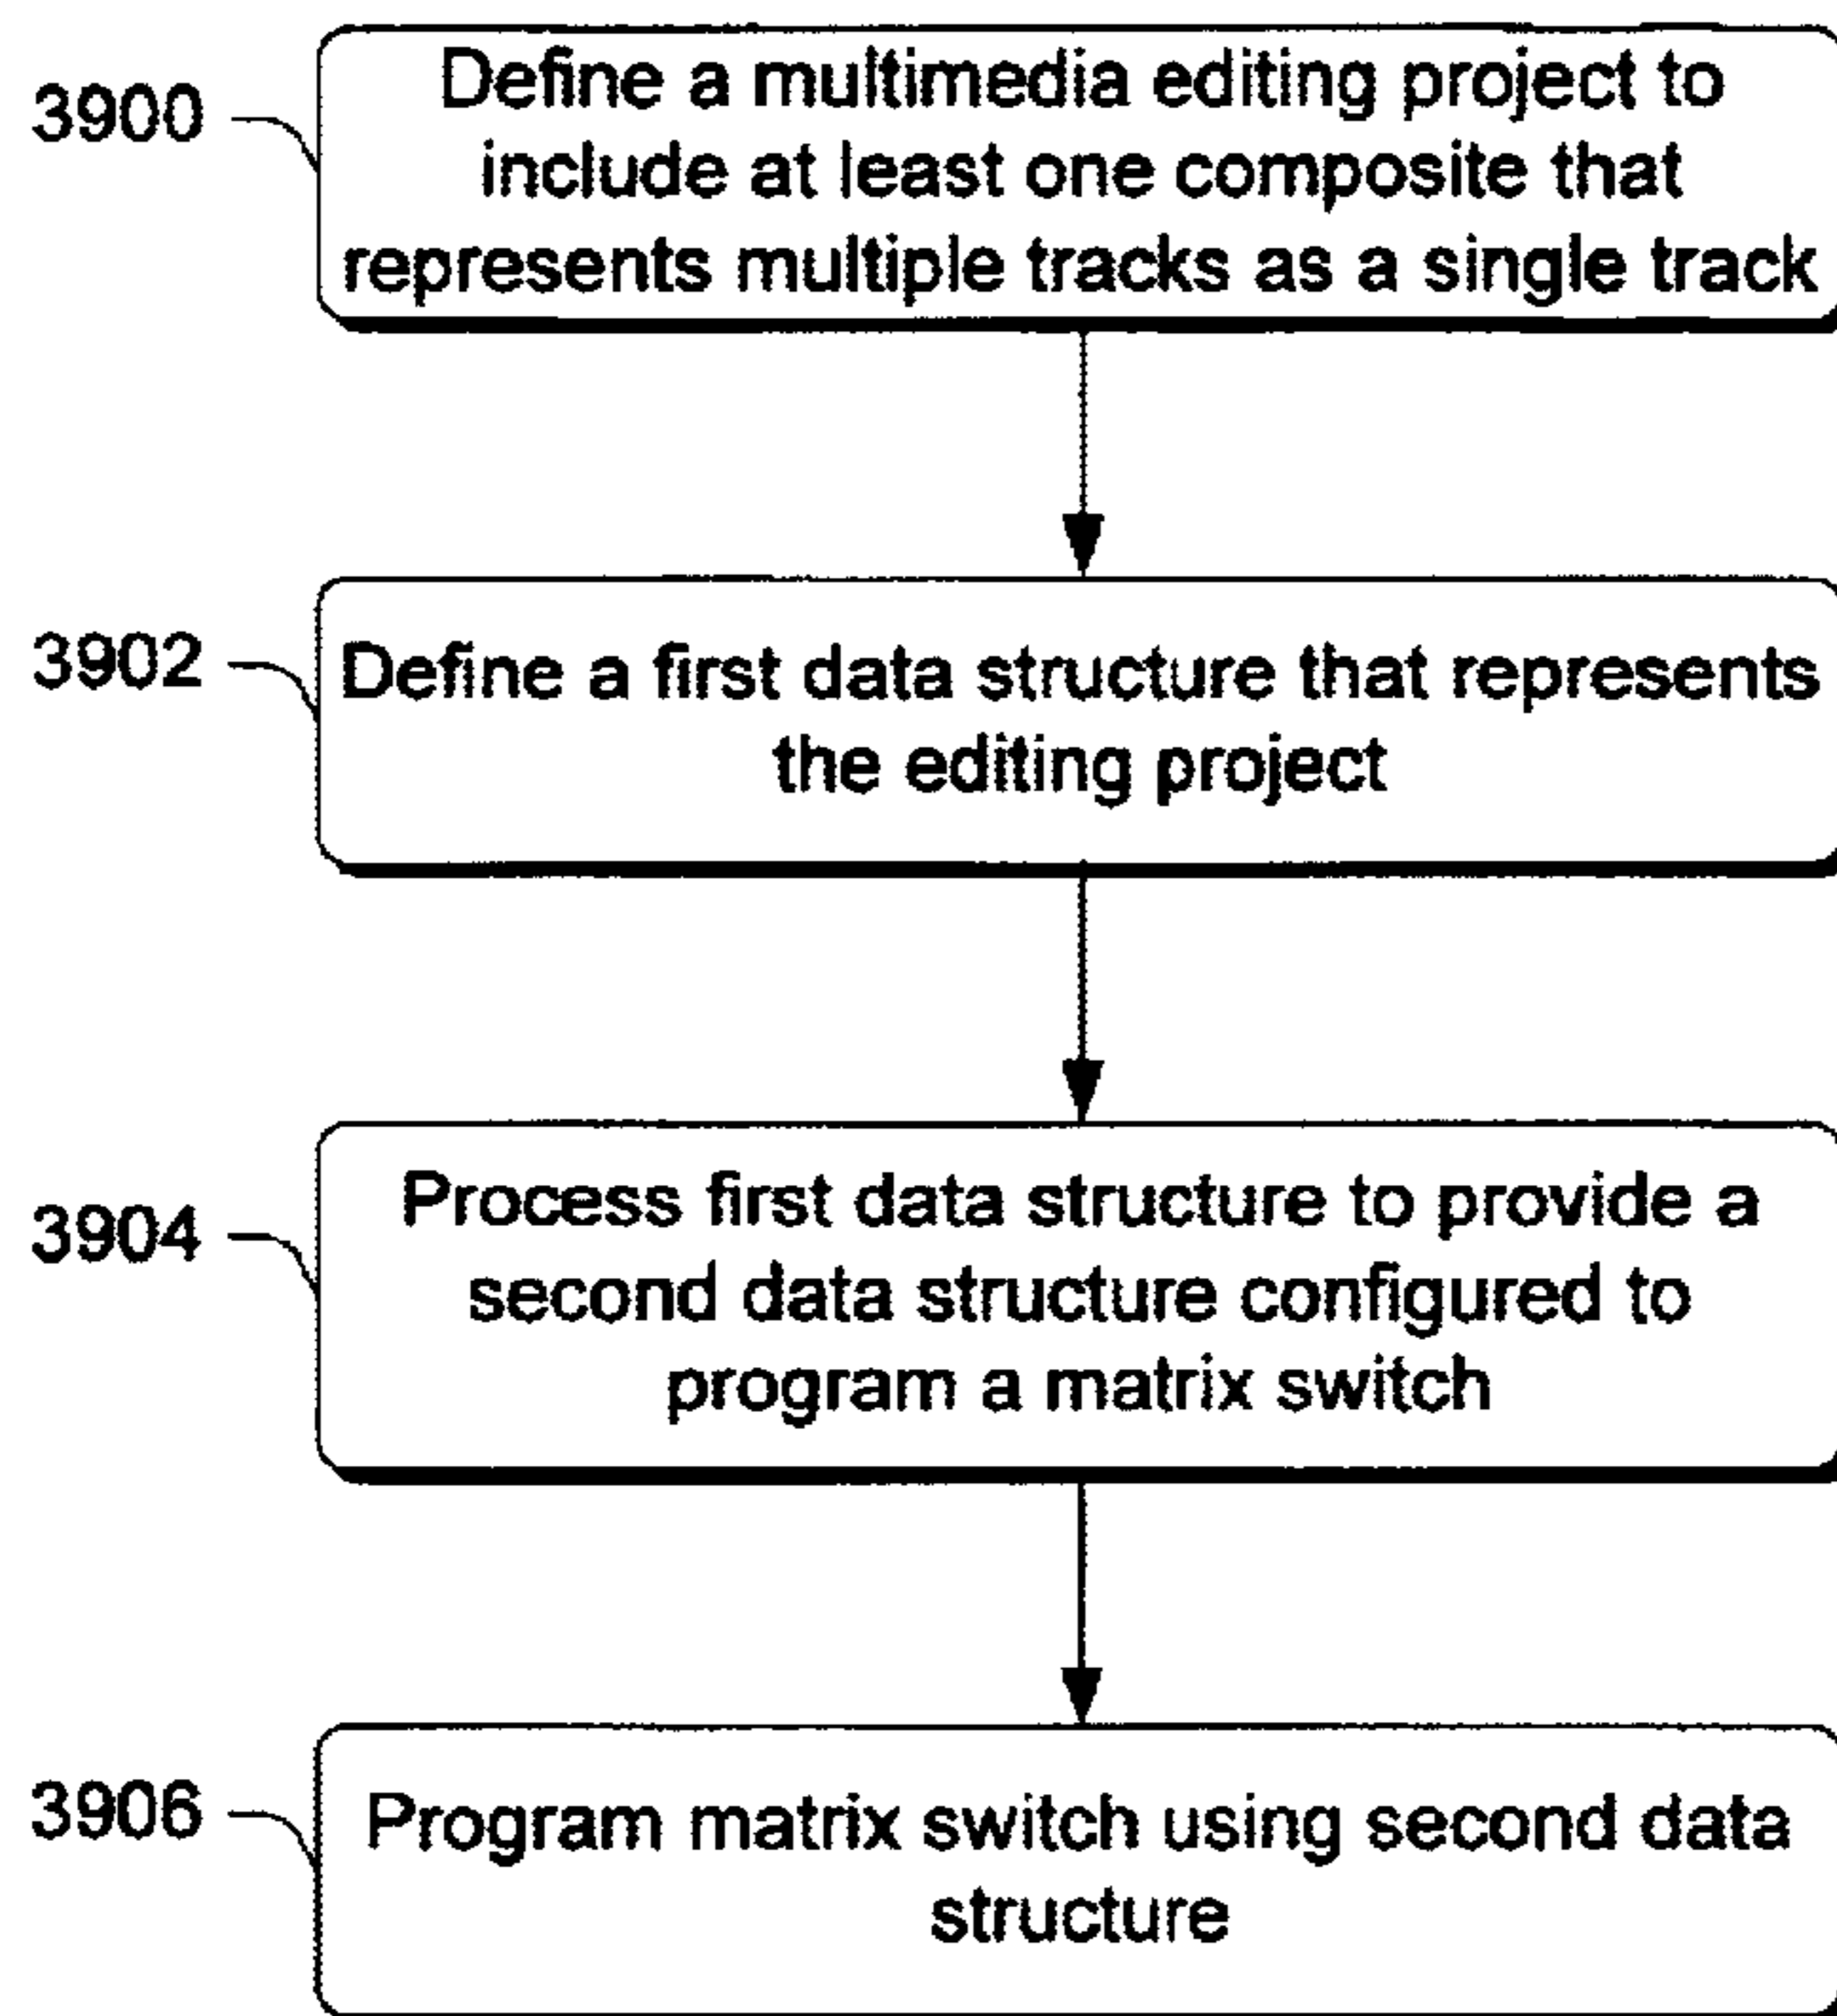 3900
Define a multimedia editing project to
include at least one composite that
represents multiple tracks as a single track
3902
Define a first data structure that represents
the editing project
3904
Process first data structure to provide a
second data structure configured to
program a matrix switch
3906
Program matrix switch using second data
structure